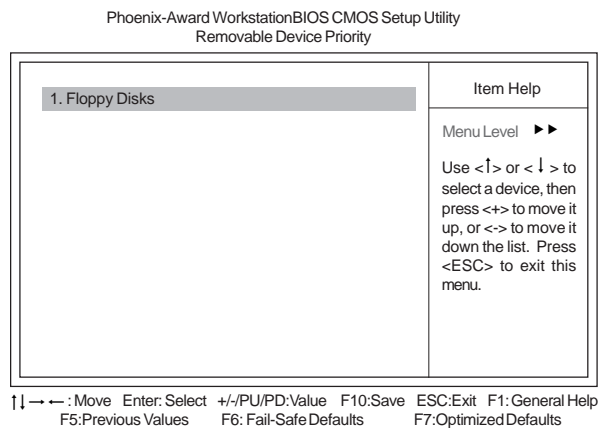 Phoenix-Award WorkstationBIOS CMOS Setup Utility
Removable Device Priority
1. Floppy Disks
Item Help
Menu Level ►►
Use <↑> or < ↓ > to
select a device, then
press <+> to move it
up, or <-> to move it
down the list. Press
<ESC> to exit this
menu.
↑↓→←: Move Enter: Select +/-/PU/PD:Value F10:Save ESC:Exit F1: General Help
F5:Previous Values F6: Fail-Safe Defaults F7:Optimized Defaults